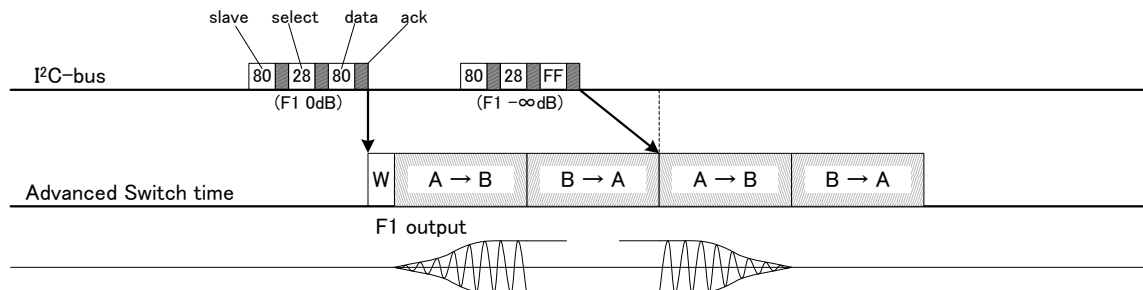 slave select data ack
I²C-bus
80 28 80
80 28 FF
(F1 0dB)
(F1 −∞dB)
Advanced Switch time
W A → B B → A A → B B → A
F1 output